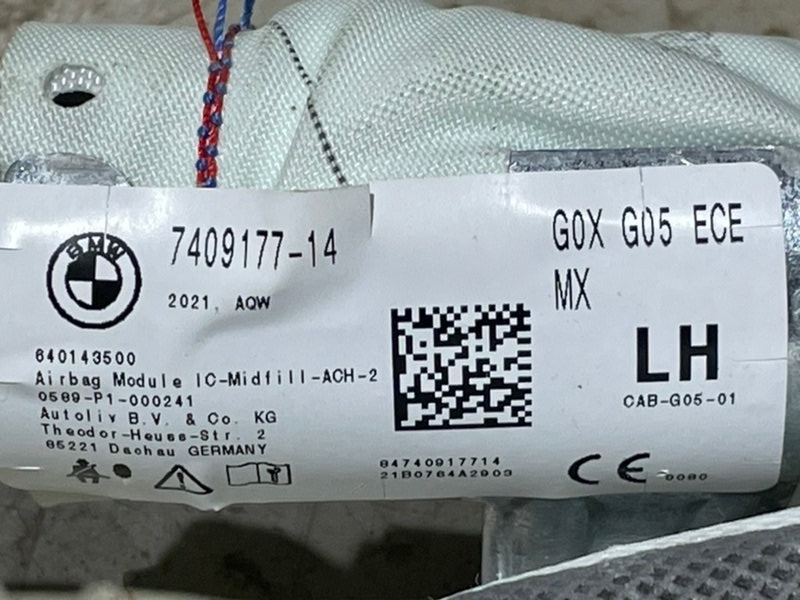 BMW
7409177-14
2021, AQW
640143500
Airbag Module IC-Midfill-ACH-2
0589-P1-000241
Autoliv B.V. & Co. KG
Theodor-Heuss-Str. 2
85221 Dachau GERMANY
G0X G05 ECE
MX
LH
CAB-G05-01
84740917714
21B0764A2903
CE 0080